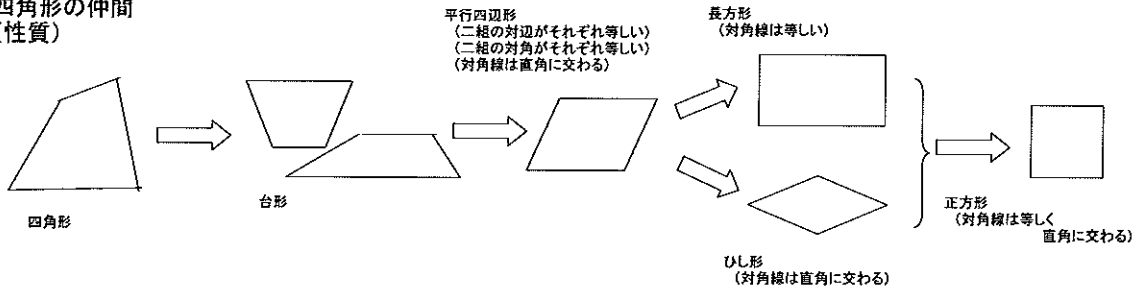 四角形の仲間
(性質)
平行四辺形
(二組の対辺がそれぞれ等しい)
(二組の対角がそれぞれ等しい)
(対角線は直角に交わる)
長方形
(対角線は等しい)
四角形
台形
ひし形
(対角線は直角に交わる)
正方形
(対角線は等しく
直角に交わる)